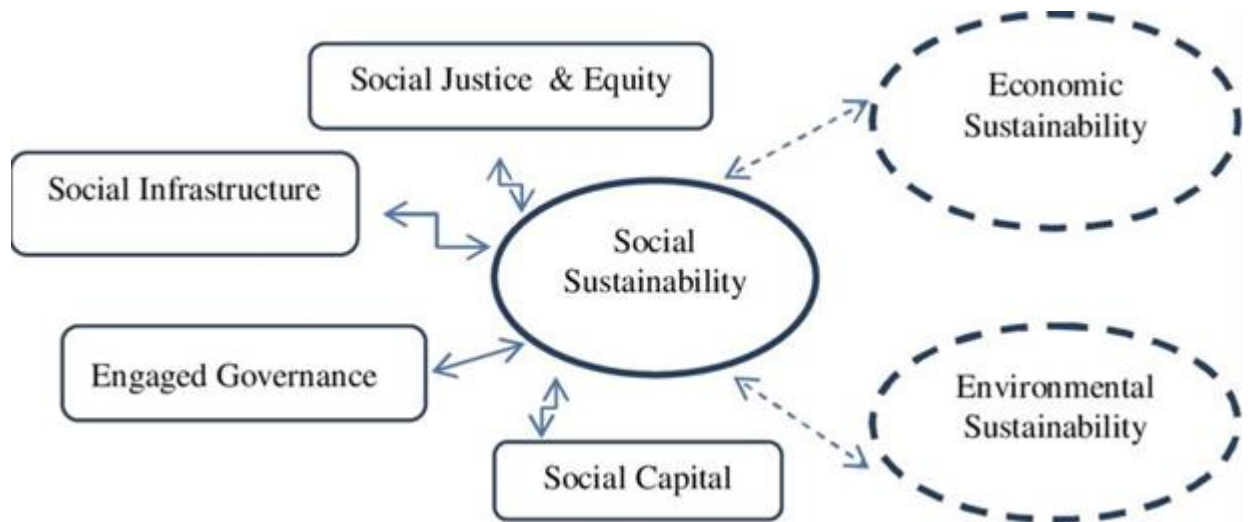 Social Justice & Equity
Social Infrastructure
Engaged Governance
Social Capital
Social
Sustainability
Economic
Sustainability
Environmental
Sustainability